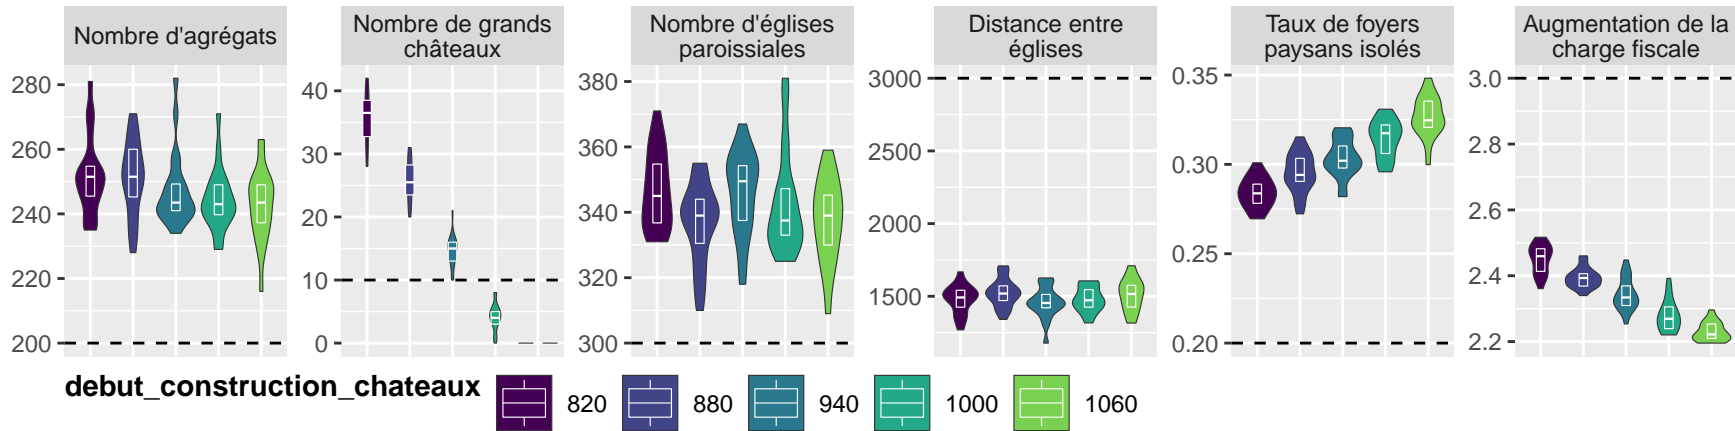 Nombre d'agrégats
Nombre de grands
châteaux
Nombre d'églises
paroissiales
Distance entre
églises
Taux de foyers
paysans isolés
Augmentation de la
charge fiscale
280
260
240
220
200
40
30
20
10
0
380
360
340
320
300
3000
2500
2000
1500
0.35
0.30
0.25
0.20
3.0
2.8
2.6
2.4
2.2
debut_construction_chateaux 820 880 940 1000 1060